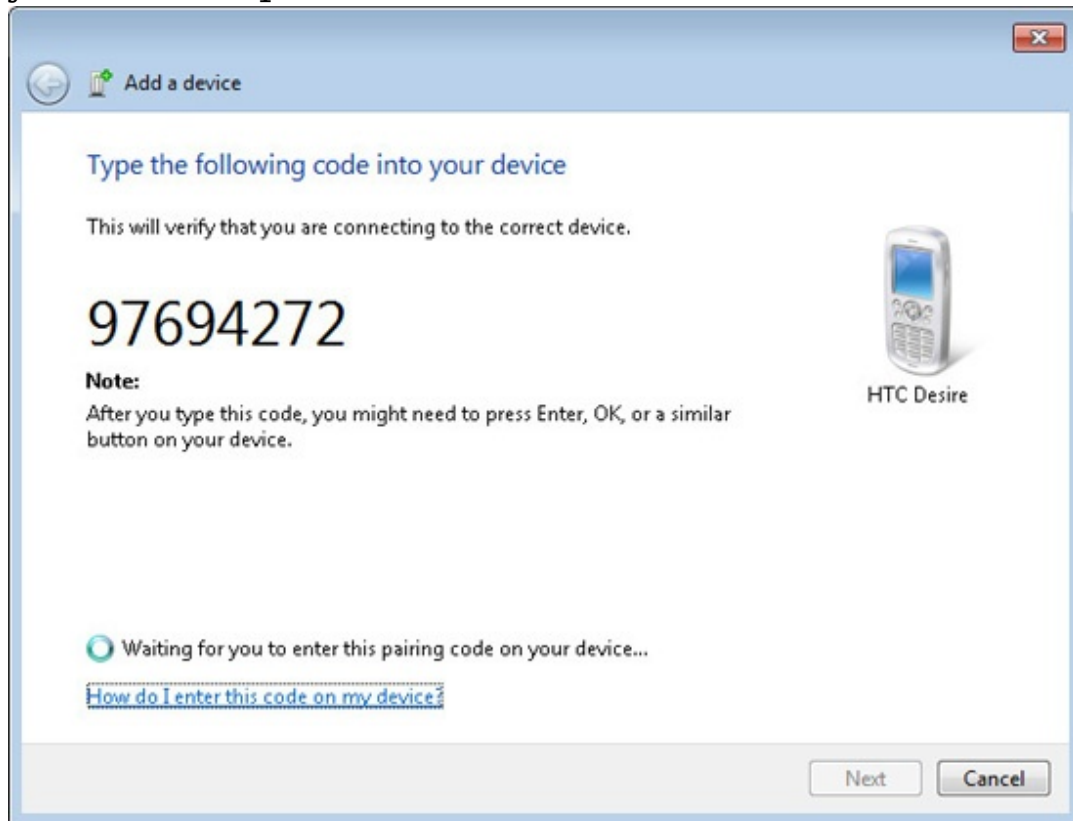 Add a device
Type the following code into your device
This will verify that you are connecting to the correct device.
97694272
Note:
After you type this code, you might need to press Enter, OK, or a similar
button on your device.
HTC Desire
Waiting for you to enter this pairing code on your device...
How do I enter this code on my device?
Next
Cancel